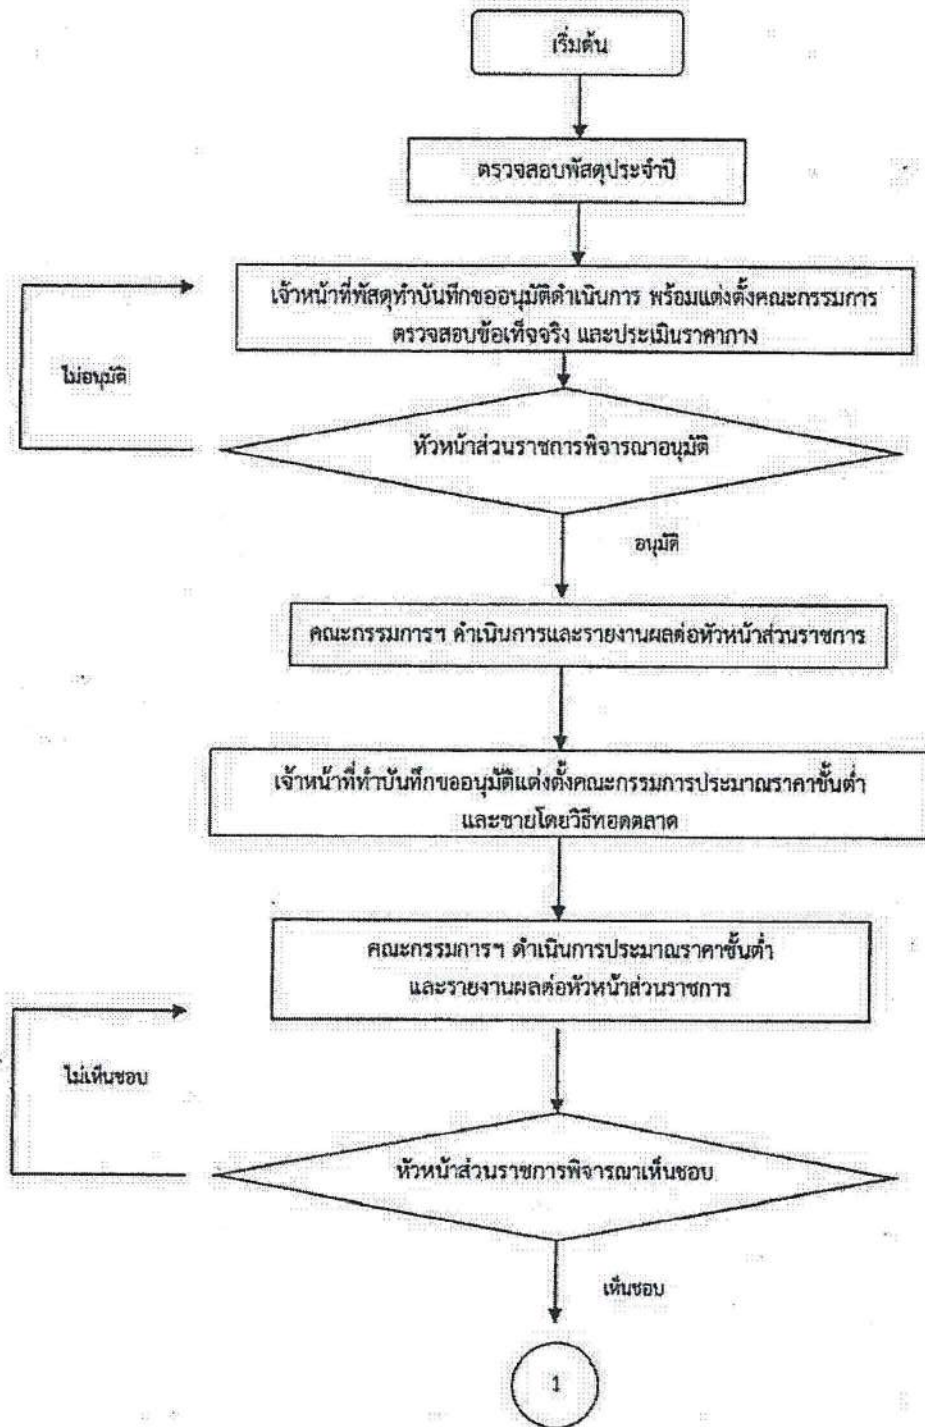 เริ่มต้น
ตรวจสอบพัสดุประจำปี
เจ้าหน้าที่พัสดุทำบันทึกขออนุมัติดำเนินการ พร้อมแต่งตั้งคณะกรรมการ
ตรวจสอบข้อเท็จจริง และประเมินราคากลาง
ไม่อนุมัติ
หัวหน้าส่วนราชการพิจารณาอนุมัติ
อนุมัติ
คณะกรรมการฯ ดำเนินการและรายงานผลต่อหัวหน้าส่วนราชการ
เจ้าหน้าที่ทำบันทึกขออนุมัติแต่งตั้งคณะกรรมการประมาณราคาขั้นต่ำ
และขายโดยวิธีทอดตลาด
คณะกรรมการฯ ดำเนินการประมาณราคาขั้นต่ำ
และรายงานผลต่อหัวหน้าส่วนราชการ
ไม่เห็นชอบ
หัวหน้าส่วนราชการพิจารณาเห็นชอบ
เห็นชอบ
1